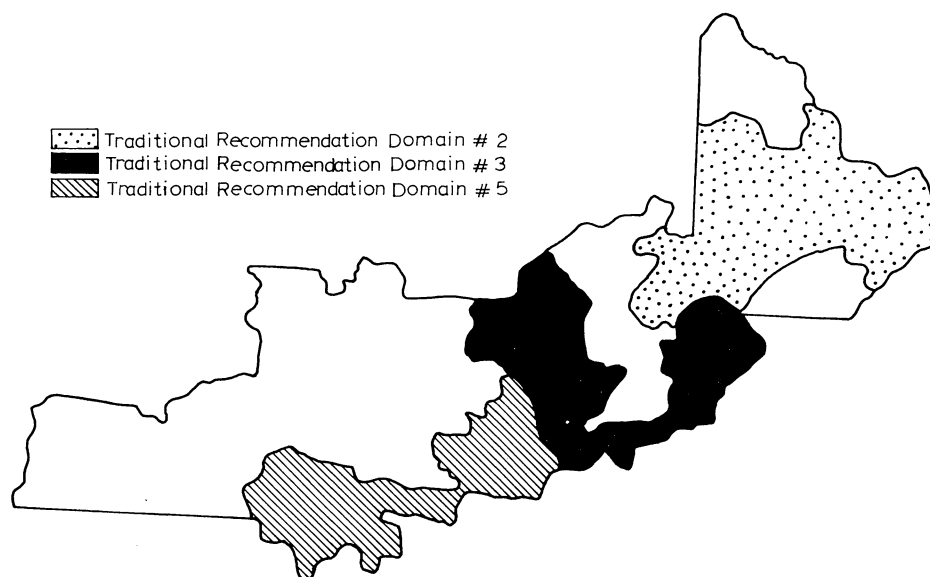 Traditional Recommendation Domain # 2
Traditional Recommendation Domain # 3
Traditional Recommendation Domain # 5